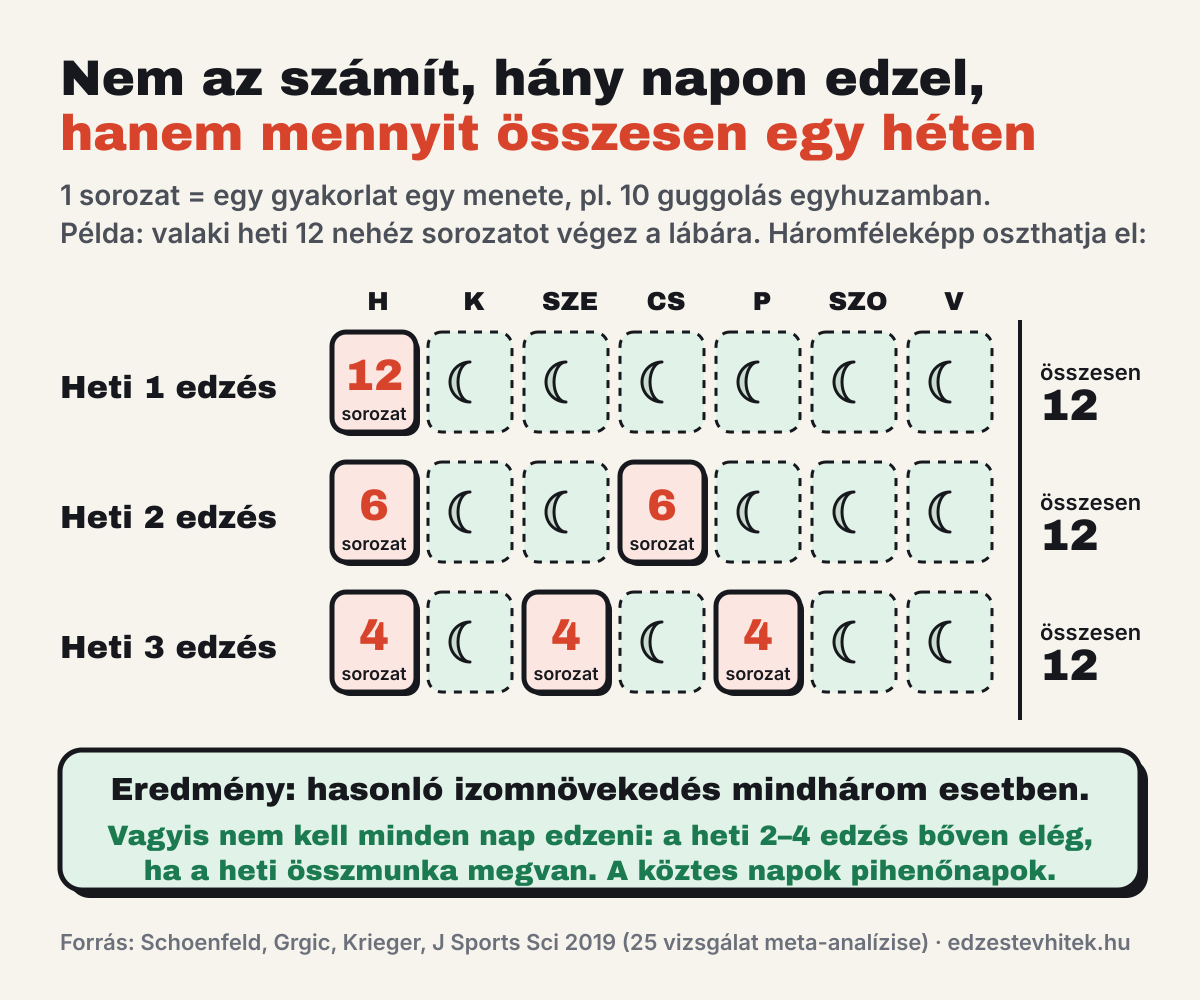 Nem az számít, hány napon edzel,
hanem mennyit összesen egy héten
1 sorozat = egy gyakorlat egy menete, pl. 10 guggolás egyhuzamban.
Példa: valaki heti 12 nehéz sorozatot végez a lábára. Háromféleképp oszthatja el:
H K SZE CS P SZO V
Heti 1 edzés
12
sorozat
összesen
12
Heti 2 edzés
6
sorozat
6
sorozat
összesen
12
Heti 3 edzés
4
sorozat
4
sorozat
4
sorozat
összesen
12
Eredmény: hasonló izomnövekedés mindhárom esetben.
Vagyis nem kell minden nap edzeni: a heti 2–4 edzés bőven elég,
ha a heti összmunka megvan. A köztes napok pihenőnapok.
Forrás: Schoenfeld, Grgic, Krieger, J Sports Sci 2019 (25 vizsgálat meta-analízise) · edzestevhitek.hu